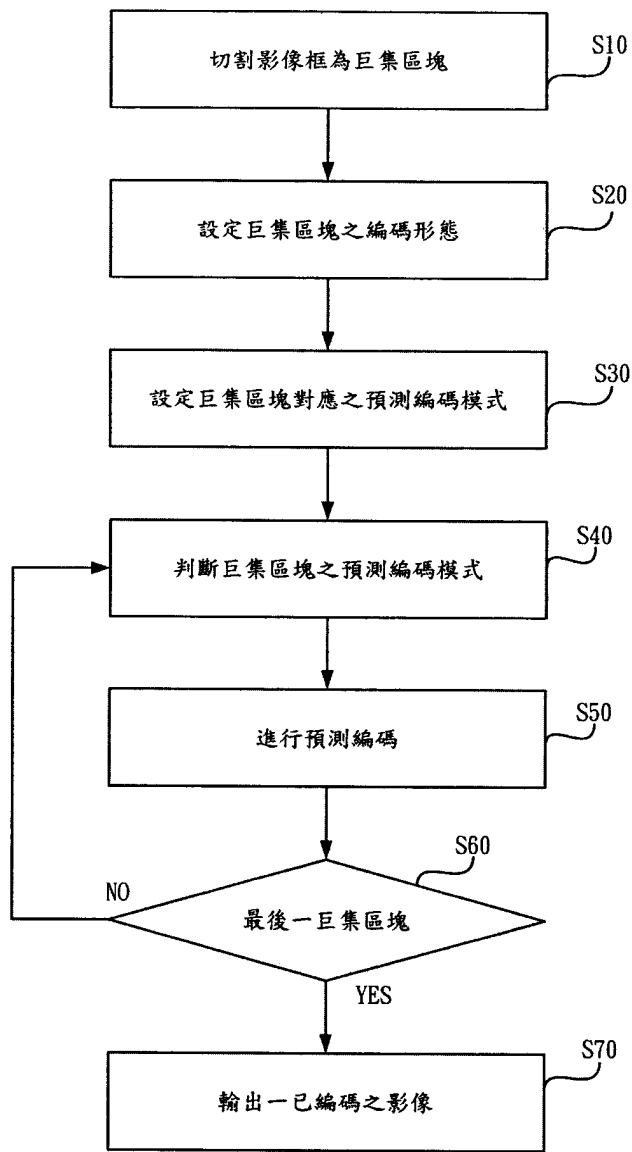 切割影像框為巨集區塊
S10
設定巨集區塊之編碼形態
S20
設定巨集區塊對應之預測編碼模式
S30
判斷巨集區塊之預測編碼模式
S40
進行預測編碼
S50
S60
NO
最後一巨集區塊
YES
輸出一已編碼之影像
S70